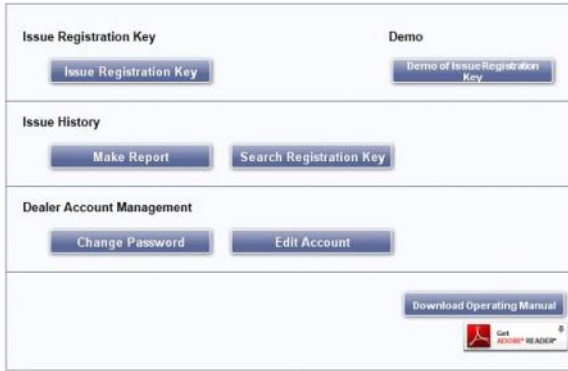 Issue Registration Key
Demo
Issue Registration Key
Demo of Issue Registration
Key
Issue History
Make Report
Search Registration Key
Dealer Account Management
Change Password
Edit Account
Download Operating Manual
Get
ADOBE® READER®